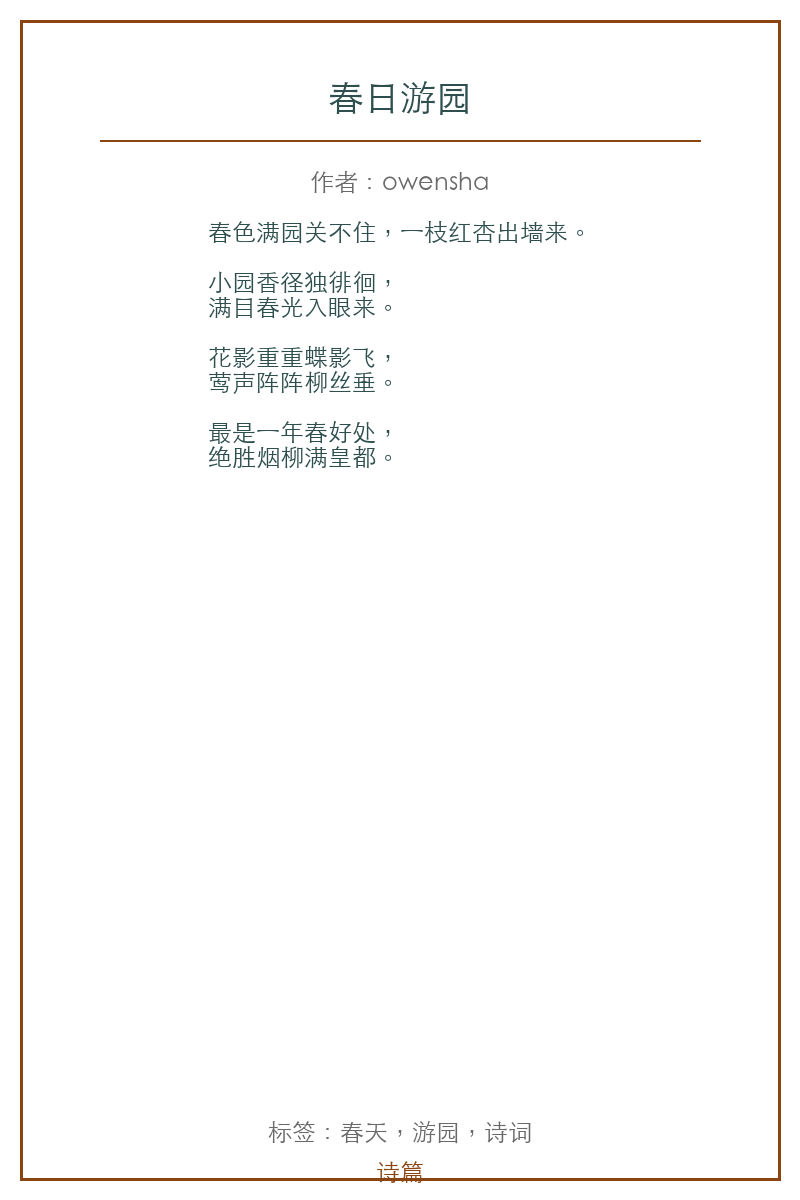 春日游园
作者：owensha
春色满园关不住，一枝红杏出墙来。
小园香径独徘徊，
满目春光入眼来。
花影重重蝶影飞，
莺声阵阵柳丝垂。
最是一年春好处，
绝胜烟柳满皇都。
标签：春天，游园，诗词
诗篇